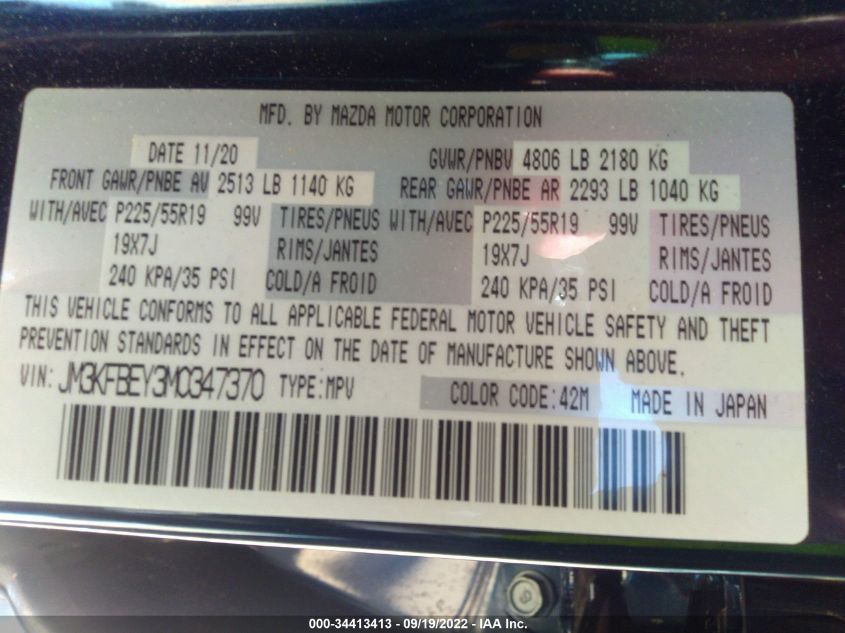 MFD. BY MAZDA MOTOR CORPORATION
DATE 11/20 GVWR/PNBV 4806 LB 2180 KG
FRONT GAWR/PNBE AV 2513 LB 1140 KG REAR GAWR/PNBE AR 2293 LB 1040 KG
WITH/AVEC P225/55R19 99V TIRES/PNEUS WITH/AVEC P225/55R19 99V TIRES/PNEUS
19X7J RIMS/JANTES 19X7J RIMS/JANTES
240 KPA/35 PSI COLD/A FROID 240 KPA/35 PSI COLD/A FROID
THIS VEHICLE CONFORMS TO ALL APPLICABLE FEDERAL MOTOR VEHICLE SAFETY AND THEFT
PREVENTION STANDARDS IN EFFECT ON THE DATE OF MANUFACTURE SHOWN ABOVE.
VIN: JM3KFBEY3M0347370 TYPE:MPV COLOR CODE:42M MADE IN JAPAN
000-34413413 - 09/19/2022 - IAA Inc.